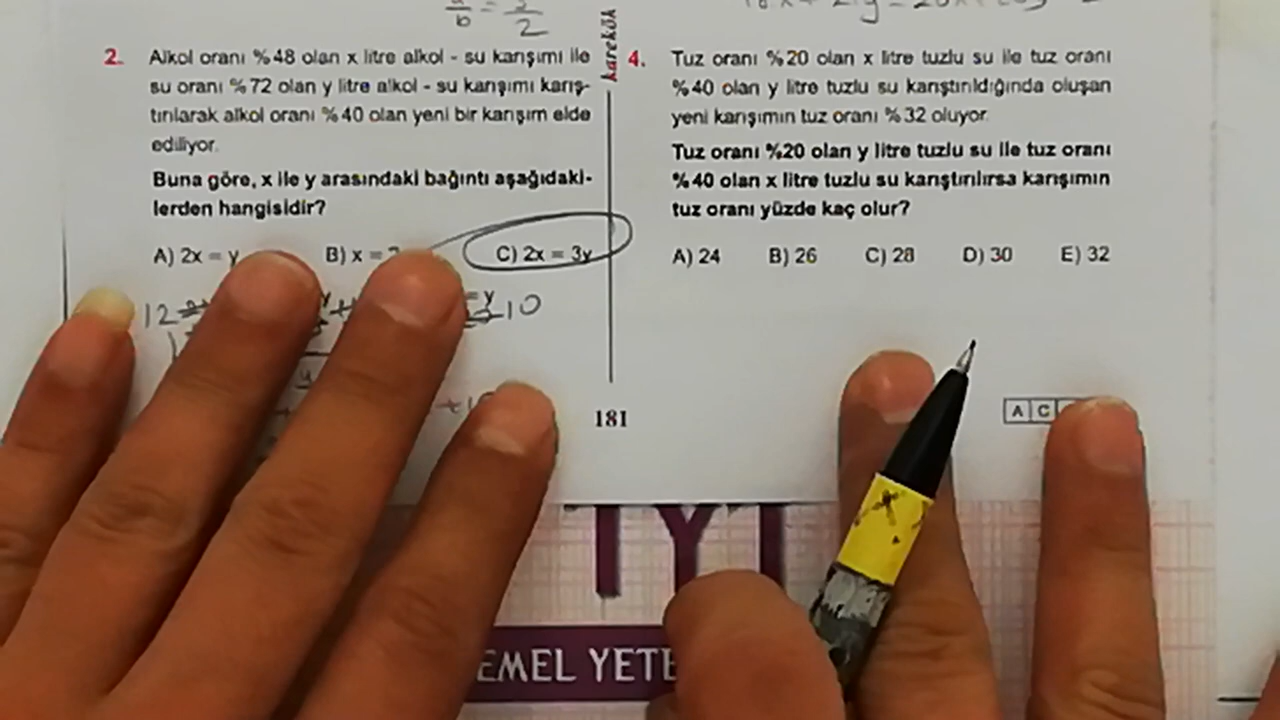 b = 2
2. Alkol oranı %48 olan x litre alkol - su karışımı ile
su oranı %72 olan y litre alkol - su karışımı karış-
tırılarak alkol oranı %40 olan yeni bir karışım elde
ediliyor.
Buna göre, x ile y arasındaki bağıntı aşağıdaki-
lerden hangisidir?
A) 2x = y B) x = C) 2x = 3y
12 10
karekök
4. Tuz oranı %20 olan x litre tuzlu su ile tuz oranı
%40 olan y litre tuzlu su karıştırıldığında oluşan
yeni karışımın tuz oranı %32 oluyor.
Tuz oranı %20 olan y litre tuzlu su ile tuz oranı
%40 olan x litre tuzlu su karıştırılırsa karışımın
tuz oranı yüzde kaç olur?
A) 24 B) 26 C) 28 D) 30 E) 32
A C
181
TYT
EMEL YETE